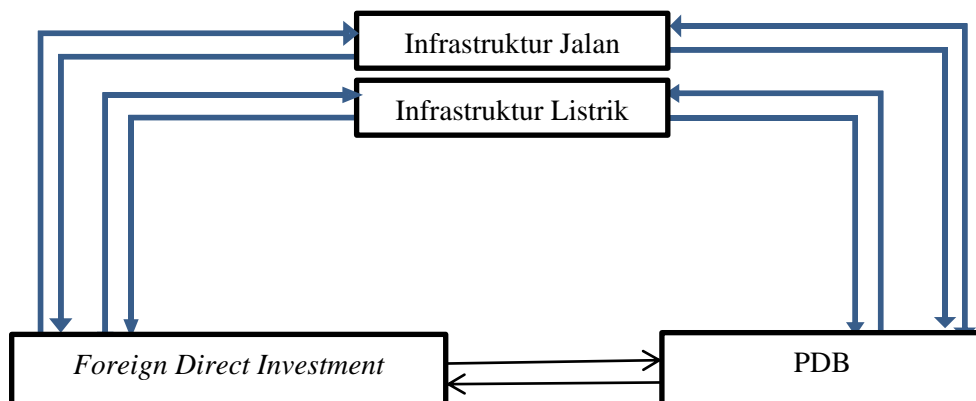 Infrastruktur Jalan
Infrastruktur Listrik
Foreign Direct Investment
PDB